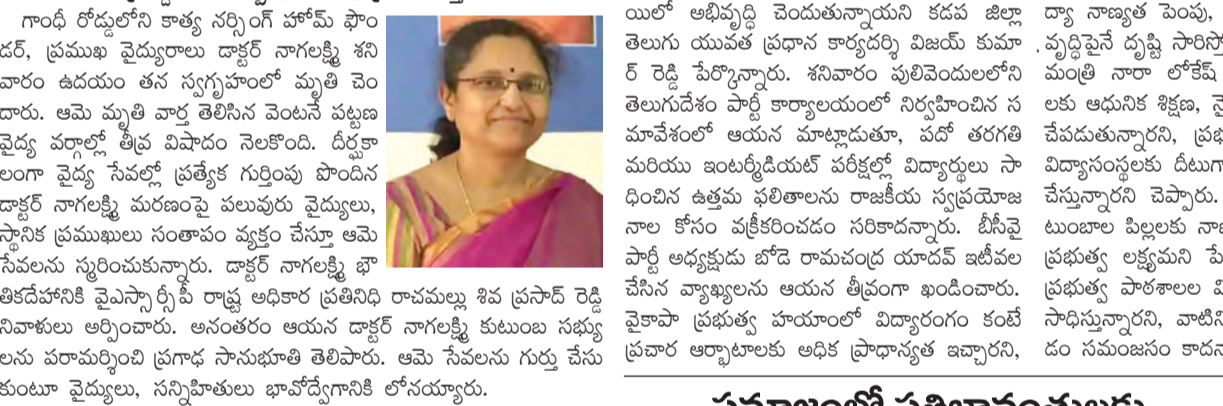 గాంధీ రోడ్డులోని కాత్య నర్సింగ్ హోమ్ ఫౌం
డర్, ప్రముఖ వైద్యురాలు డాక్టర్ నాగలక్ష్మి శని
వారం ఉదయం తన స్వగృహంలో మృతి చెం
దారు. ఆమె మృతి వార్త తెలిసిన వెంటనే పట్టణ
వైద్య వర్గాల్లో తీవ్ర విషాదం నెలకొంది. దీర్ఘకా
లంగా వైద్య సేవల్లో ప్రత్యేక గుర్తింపు పొందిన
డాక్టర్ నాగలక్ష్మి మరణంపై పలువురు వైద్యులు,
స్థానిక ప్రముఖులు సంతాపం వ్యక్తం చేస్తూ ఆమె
సేవలను స్మరించుకున్నారు. డాక్టర్ నాగలక్ష్మి భౌ
తికదేహానికి వైఎస్సార్సీపీ రాష్ట్ర అధికార ప్రతినిధి రాచమల్లు శివ ప్రసాద్ రెడ్డి
నివాళులు అర్పించారు. అనంతరం ఆయన డాక్టర్ నాగలక్ష్మి కుటుంబ సభ్యు
లను పరామర్శించి ప్రగాఢ సానుభూతి తెలిపారు. ఆమె సేవలను గుర్తు చేసు
కుంటూ వైద్యులు, సన్నిహితులు భావోద్వేగానికి లోనయ్యారు.
యిలో అభివృద్ధి చెందుతున్నాయని కడప జిల్లా
తెలుగు యువత ప్రధాన కార్యదర్శి విజయ్ కుమా
ర్ రెడ్డి పేర్కొన్నారు. శనివారం పులివెందులలోని
తెలుగుదేశం పార్టీ కార్యాలయంలో నిర్వహించిన స
మావేశంలో ఆయన మాట్లాడుతూ, పదో తరగతి
మరియు ఇంటర్మీడియట్ పరీక్షల్లో విద్యార్థులు సా
ధించిన ఉత్తమ ఫలితాలను రాజకీయ స్వప్రయోజ
నాల కోసం వక్రీకరించడం సరికాదన్నారు. బీసీవై
పార్టీ అధ్యక్షుడు బోడె రామచంద్ర యాదవ్ ఇటీవల
చేసిన వ్యాఖ్యలను ఆయన తీవ్రంగా ఖండించారు.
వైకాపా ప్రభుత్వ హయాంలో విద్యారంగం కంటే
ప్రచార ఆర్భాటాలకు అధిక ప్రాధాన్యత ఇచ్చారని,
ద్యా నాణ్యత పెంపు,
వృద్ధిపైనే దృష్టి
మంత్రి నారా లోకేష్
లకు ఆధునిక శిక్షణ,
చేపడుతున్నారని,
విద్యాసంస్థలకు
చేస్తున్నారని చెప్పారు.
టుంబాల పిల్లలకు
ప్రభుత్వ లక్ష్యమని
ప్రభుత్వ పాఠశాలల
సాధిస్తున్నారని,
డం సమంజసం